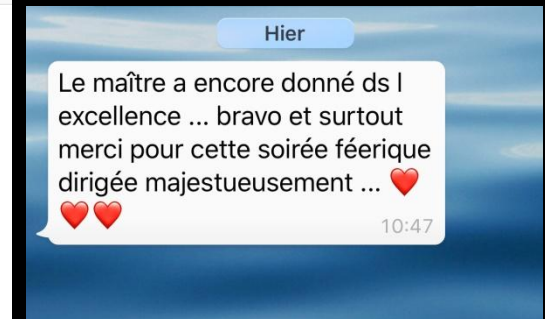 Hier
Le maître a encore donné ds l
excellence ... bravo et surtout
merci pour cette soirée féerique
dirigée majestueusement ... ❤️
❤️❤️
10:47